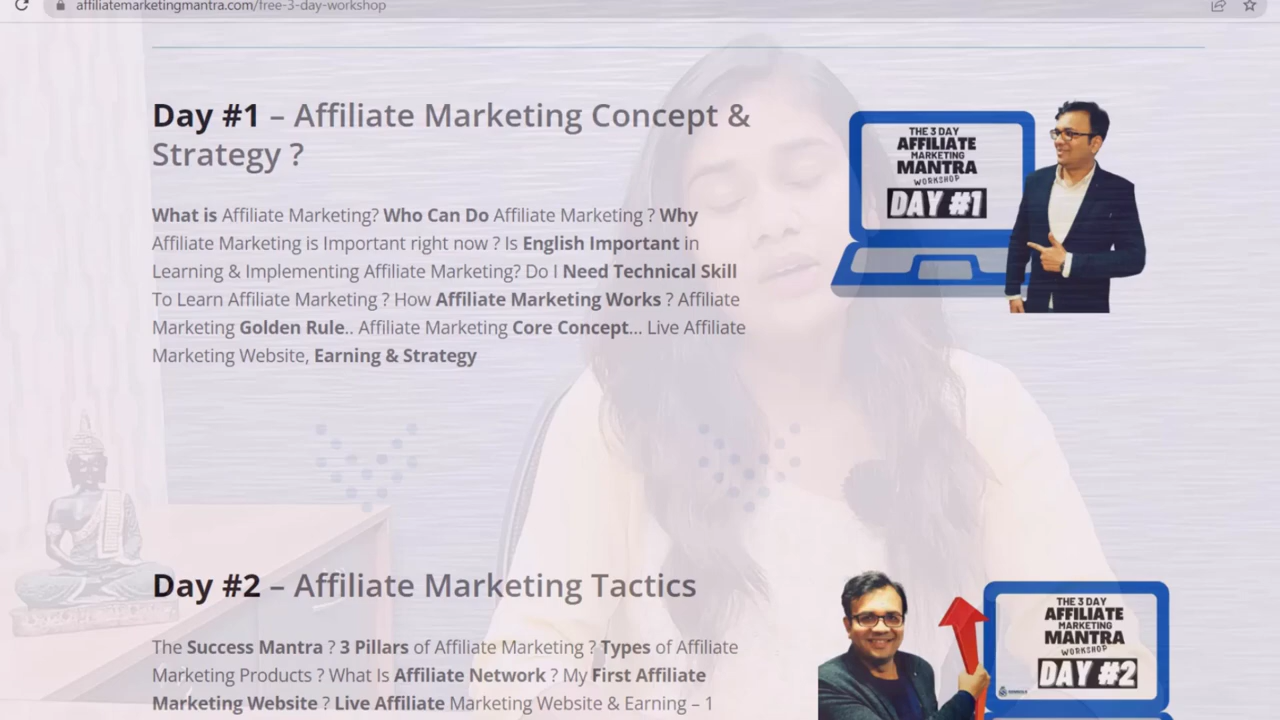 affiliatemarketingmantra.com/free-3-day-workshop
Day #1 – Affiliate Marketing Concept &
Strategy ?
What is Affiliate Marketing? Who Can Do Affiliate Marketing ? Why
Affiliate Marketing is Important right now ? Is English Important in
Learning & Implementing Affiliate Marketing? Do I Need Technical Skill
To Learn Affiliate Marketing ? How Affiliate Marketing Works ? Affiliate
Marketing Golden Rule.. Affiliate Marketing Core Concept... Live Affiliate
Marketing Website, Earning & Strategy
THE 3 DAY
AFFILIATE
MARKETING
MANTRA
WORKSHOP
DAY #1
Day #2 – Affiliate Marketing Tactics
The Success Mantra ? 3 Pillars of Affiliate Marketing ? Types of Affiliate
Marketing Products ? What Is Affiliate Network ? My First Affiliate
Marketing Website ? Live Affiliate Marketing Website & Earning – 1
THE 3 DAY
AFFILIATE
MARKETING
MANTRA
WORKSHOP
DAY #2